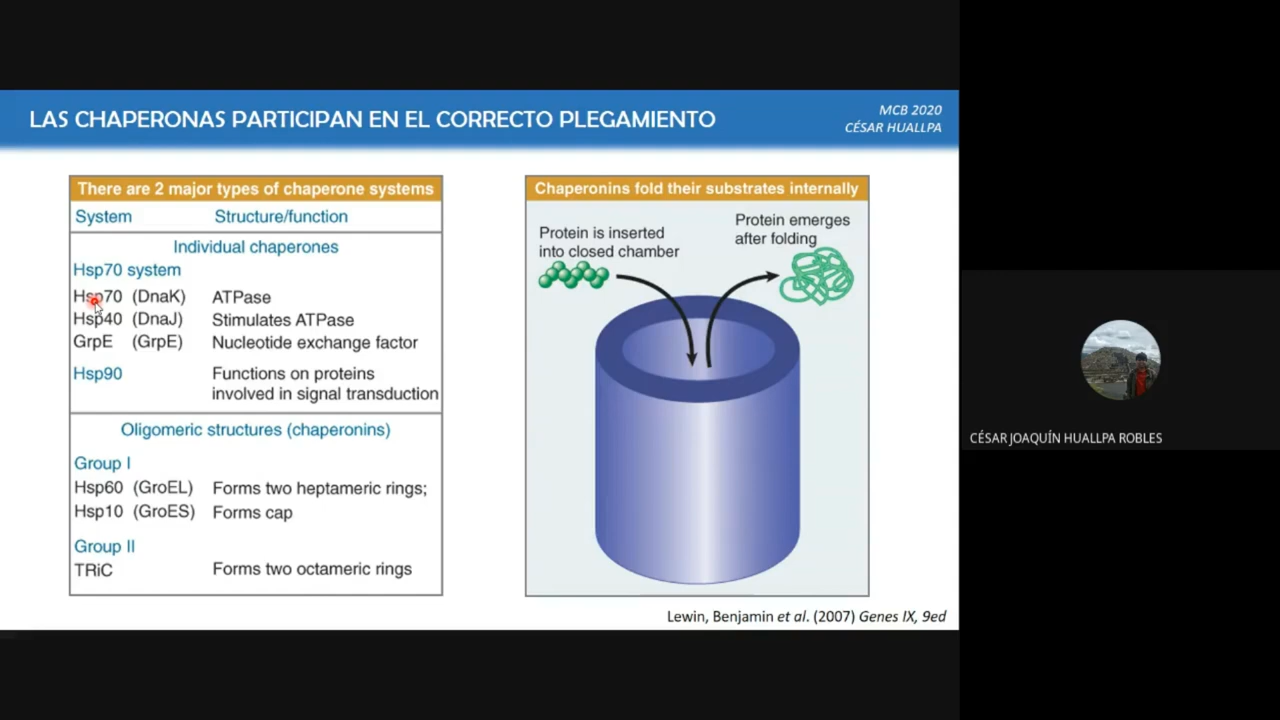 LAS CHAPERONAS PARTICIPAN EN EL CORRECTO PLEGAMIENTO
MCB 2020
CÉSAR HUALLPA
There are 2 major types of chaperone systems
System Structure/function
Individual chaperones
Hsp70 system
Hsp70 (DnaK) ATPase
Hsp40 (DnaJ) Stimulates ATPase
GrpE (GrpE) Nucleotide exchange factor
Hsp90 Functions on proteins
involved in signal transduction
Oligomeric structures (chaperonins)
Group I
Hsp60 (GroEL) Forms two heptameric rings;
Hsp10 (GroES) Forms cap
Group II
TRiC Forms two octameric rings
Chaperonins fold their substrates internally
Protein is inserted
into closed chamber
Protein emerges
after folding
Lewin, Benjamin et al. (2007) Genes IX, 9ed
CÉSAR JOAQUÍN HUALLPA ROBLES